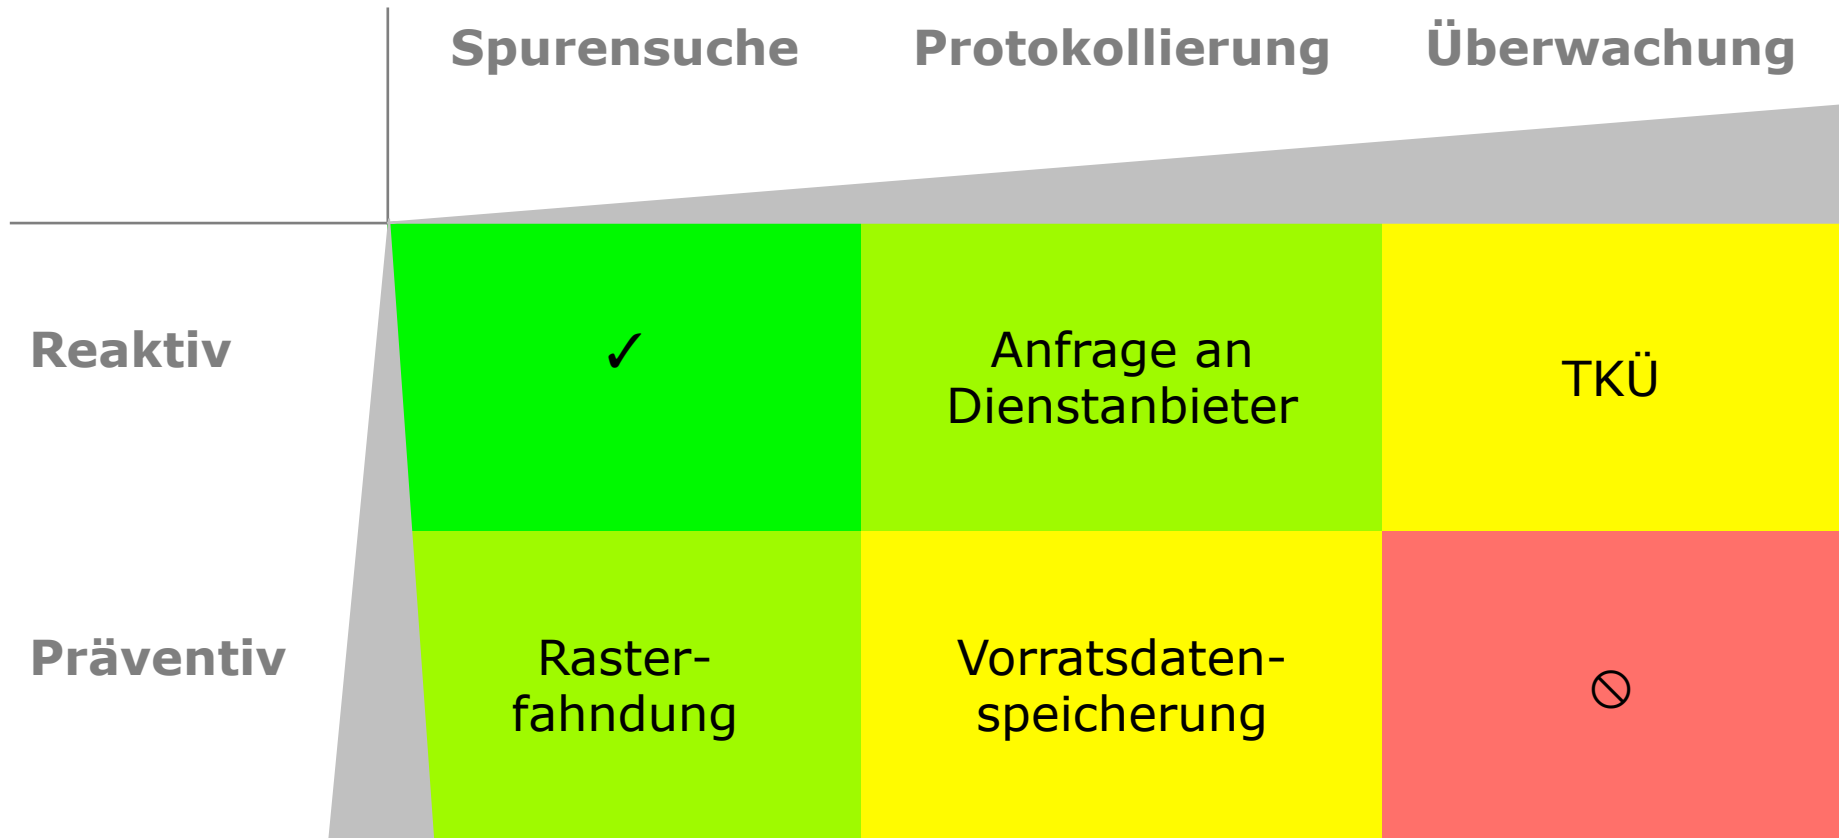 Spurensuche Protokollierung Überwachung
Reaktiv
✓
Anfrage an
Dienstanbieter
TKÜ
Präventiv
Raster-
fahndung
Vorratsdaten-
speicherung
🛇